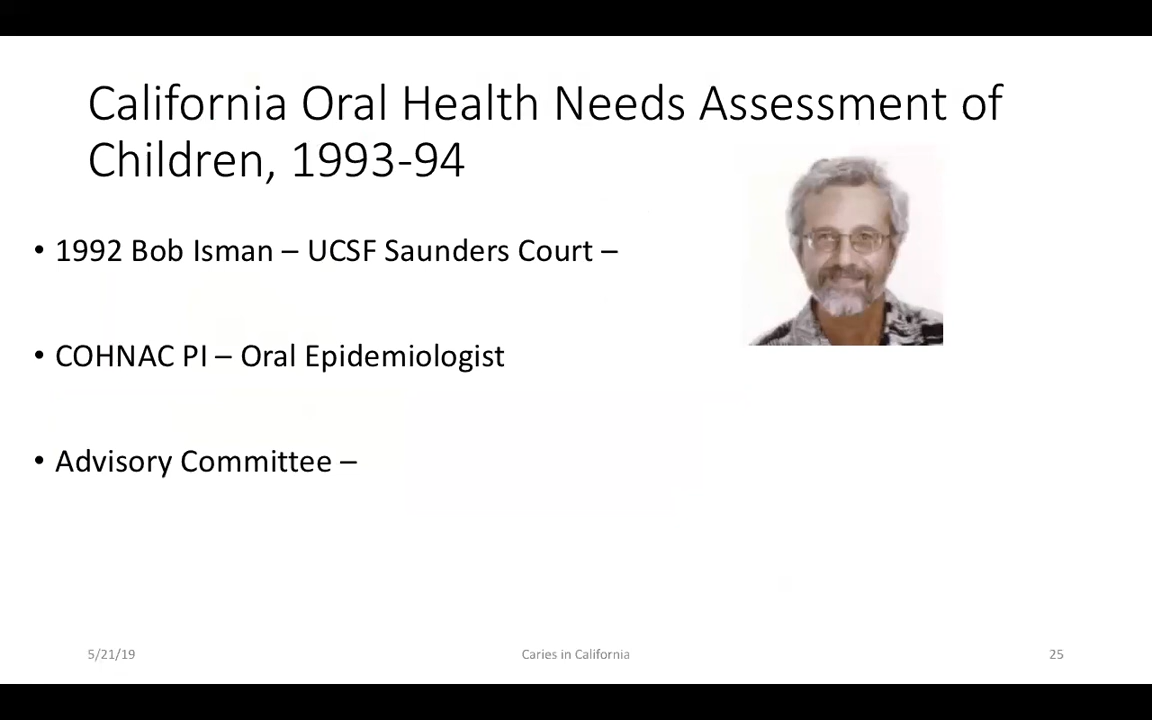 California Oral Health Needs Assessment of
Children, 1993-94
• 1992 Bob Isman – UCSF Saunders Court –
• COHNAC PI – Oral Epidemiologist
• Advisory Committee –
5/21/19
Caries in California
25